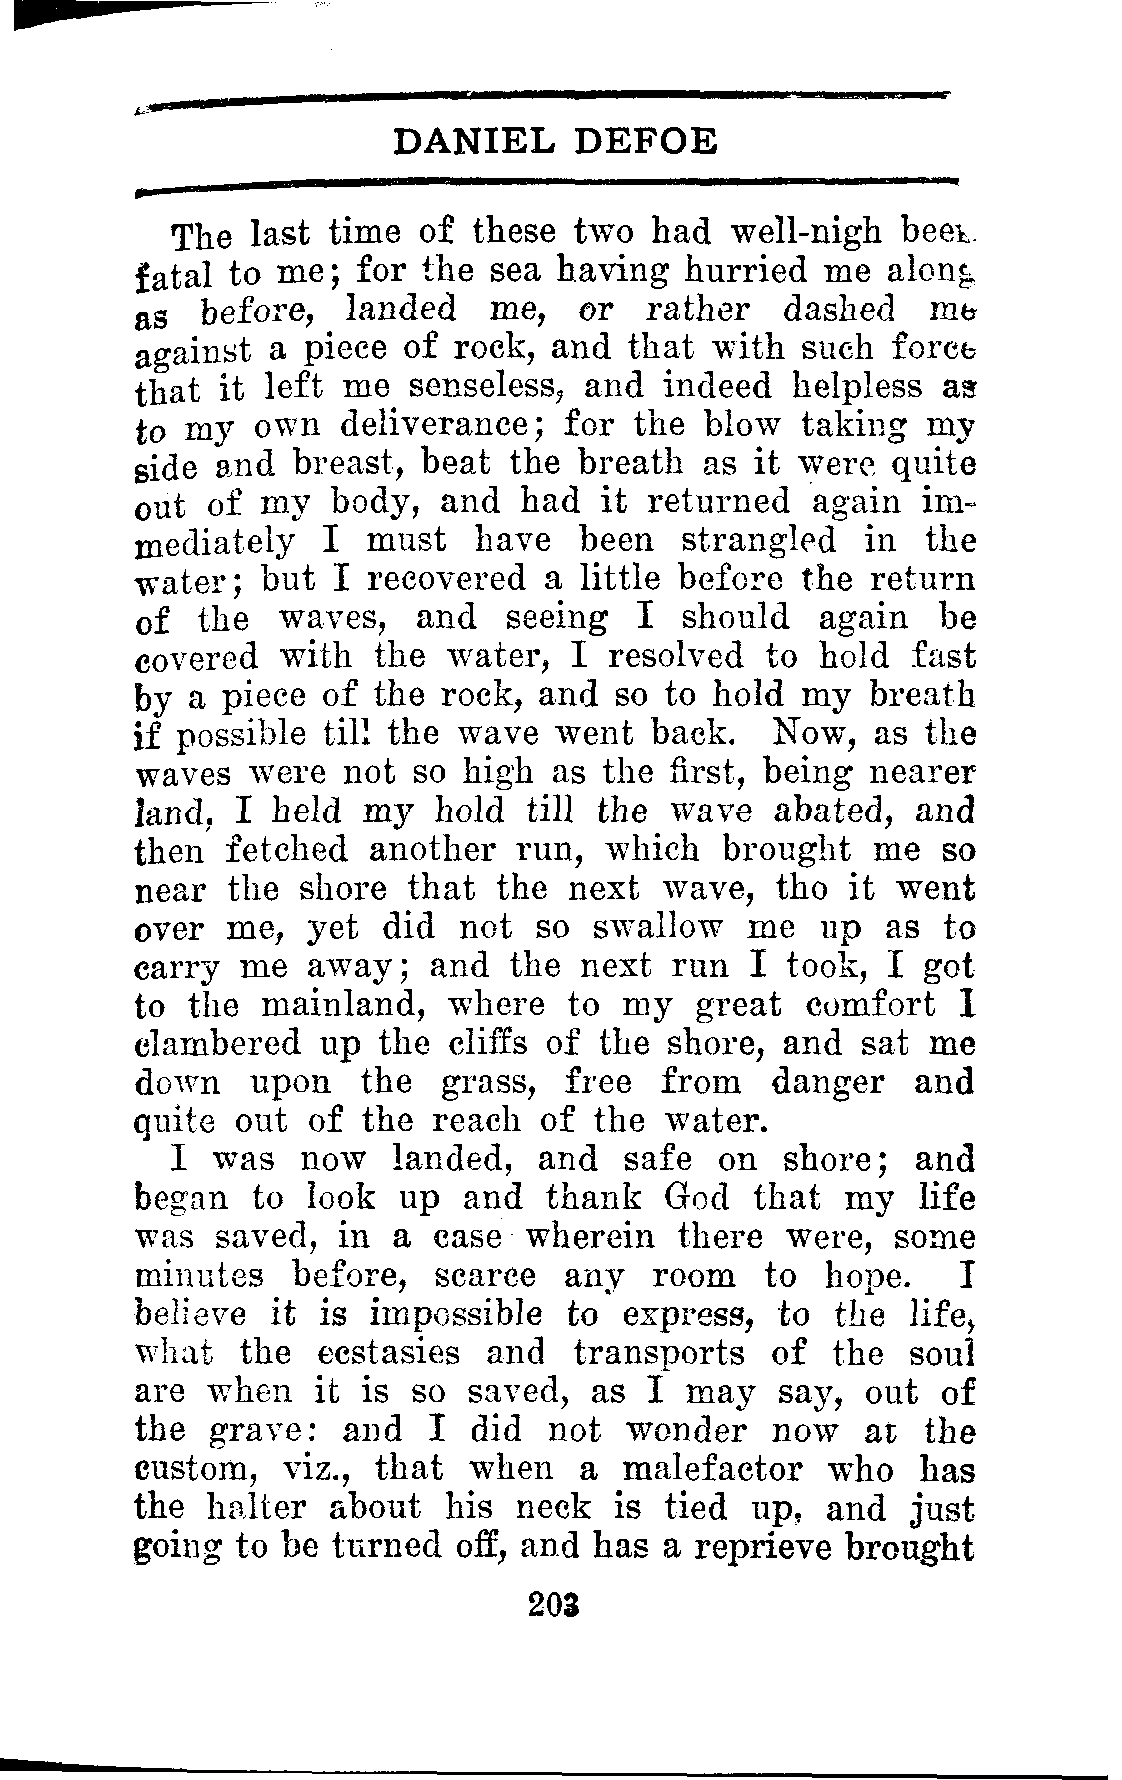 DANIEL DEFOE
The last time of these two had well-nigh been
fatal to me; for the sea having hurried me along
as before, landed me, or rather dashed me
against a piece of rock, and that with such force
that it left me senseless, and indeed helpless as
to my own deliverance; for the blow taking my
side and breast, beat the breath as it were quite
out of my body, and had it returned again im-
mediately I must have been strangled in the
water; but I recovered a little before the return
of the waves, and seeing I should again be
covered with the water, I resolved to hold fast
by a piece of the rock, and so to hold my breath
if possible till the wave went back. Now, as the
waves were not so high as the first, being nearer
land, I held my hold till the wave abated, and
then fetched another run, which brought me so
near the shore that the next wave, tho it went
over me, yet did not so swallow me up as to
carry me away; and the next run I took, I got
to the mainland, where to my great comfort I
clambered up the cliffs of the shore, and sat me
down upon the grass, free from danger and
quite out of the reach of the water.
I was now landed, and safe on shore; and
began to look up and thank God that my life
was saved, in a case wherein there were, some
minutes before, scarce any room to hope. I
believe it is impossible to express, to the life,
what the ecstasies and transports of the soul
are when it is so saved, as I may say, out of
the grave: and I did not wonder now at the
custom, viz., that when a malefactor who has
the halter about his neck is tied up, and just
going to be turned off, and has a reprieve brought
203